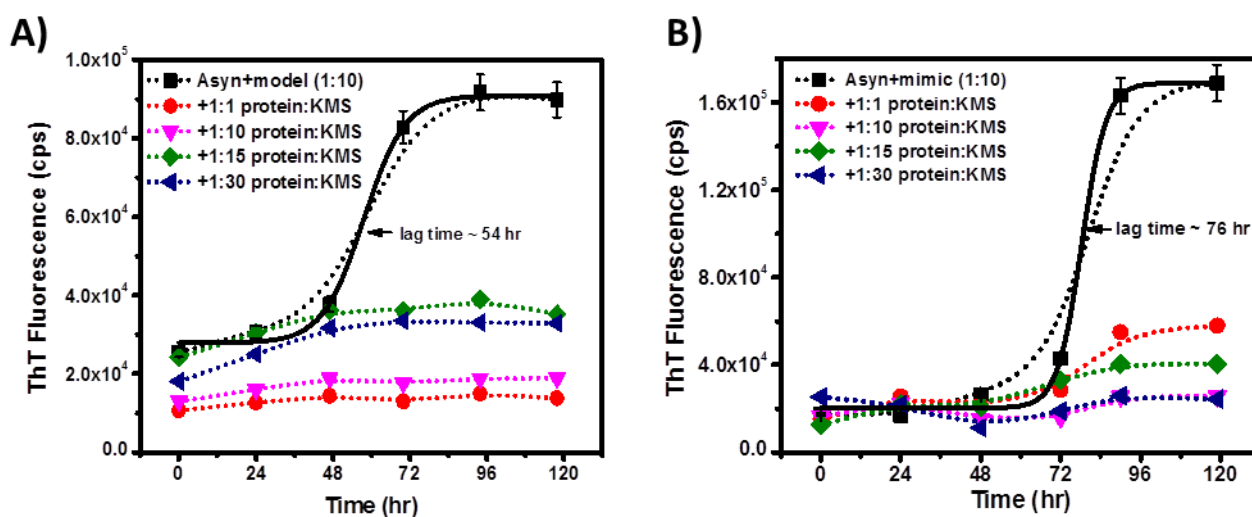 A)
1.0x10⁵
8.0x10⁴
6.0x10⁴
4.0x10⁴
2.0x10⁴
0.0
ThT Fluorescence (cps)
Asyn+model (1:10)
+1:1 protein:KMS
+1:10 protein:KMS
+1:15 protein:KMS
+1:30 protein:KMS
lag time ~ 54 hr
0 24 48 72 96 120
Time (hr)
B)
1.6x10⁵
1.2x10⁵
8.0x10⁴
4.0x10⁴
0.0
ThT Fluorescence (cps)
Asyn+mimic (1:10)
+1:1 protein:KMS
+1:10 protein:KMS
+1:15 protein:KMS
+1:30 protein:KMS
lag time ~ 76 hr
0 24 48 72 96 120
Time (hr)